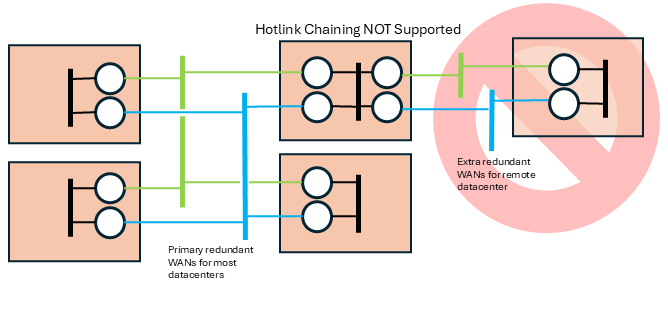 Hotlink Chaining NOT Supported
Extra redundant
WANs for remote
datacenter
Primary redundant
WANs for most
datacenters